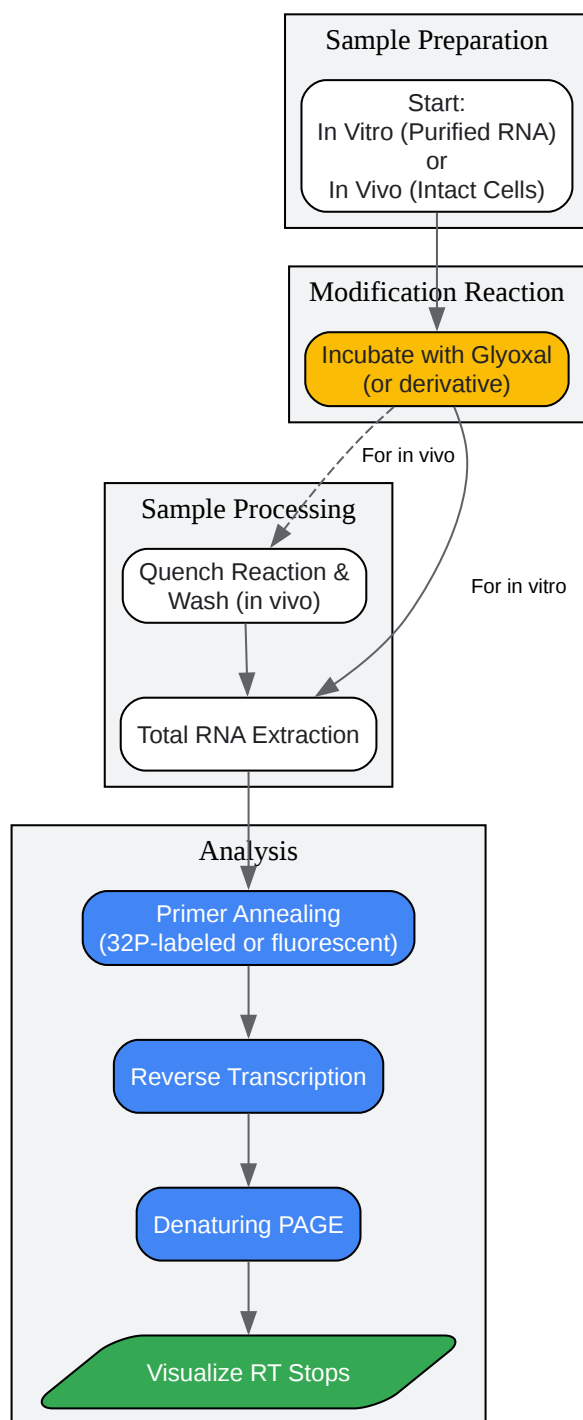 Sample Preparation
Start:
In Vitro (Purified RNA)
or
In Vivo (Intact Cells)
Modification Reaction
Incubate with Glyoxal
(or derivative)
For in vivo
Sample Processing
Quench Reaction &
Wash (in vivo)
For in vitro
Total RNA Extraction
Analysis
Primer Annealing
(32P-labeled or fluorescent)
Reverse Transcription
Denaturing PAGE
Visualize RT Stops